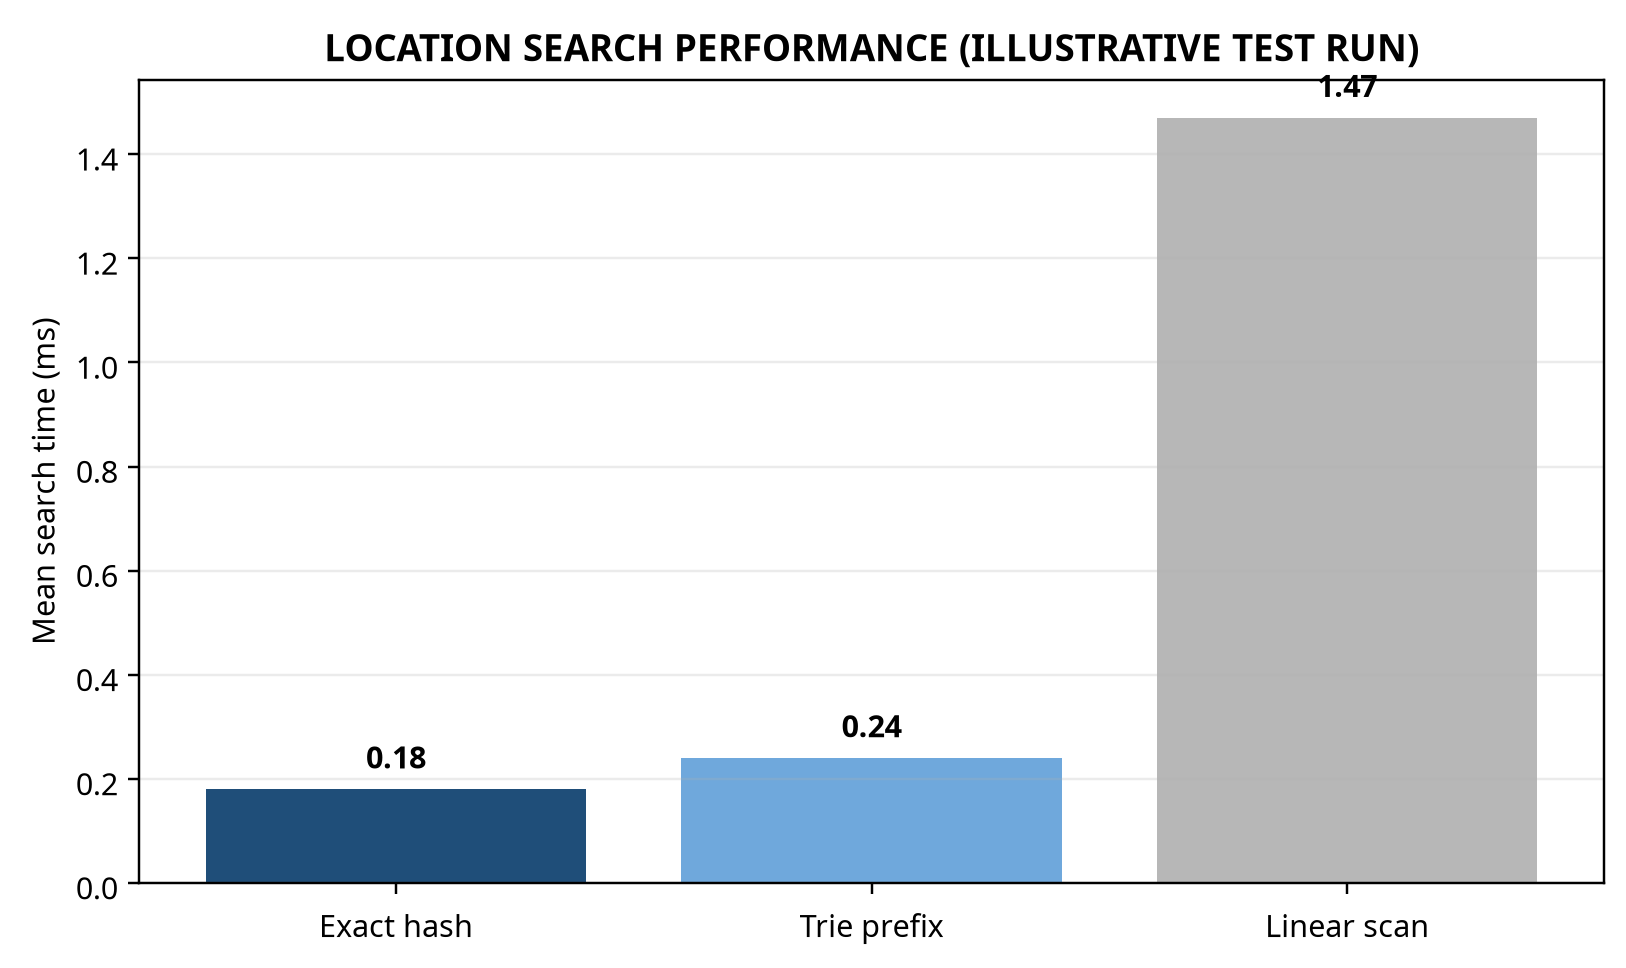 LOCATION SEARCH PERFORMANCE (ILLUSTRATIVE TEST RUN)
1.47
1.4
1.2
1.0
0.8
0.6
0.4
0.2
0.0
Mean search time (ms)
0.24
0.18
Exact hash
Trie prefix
Linear scan